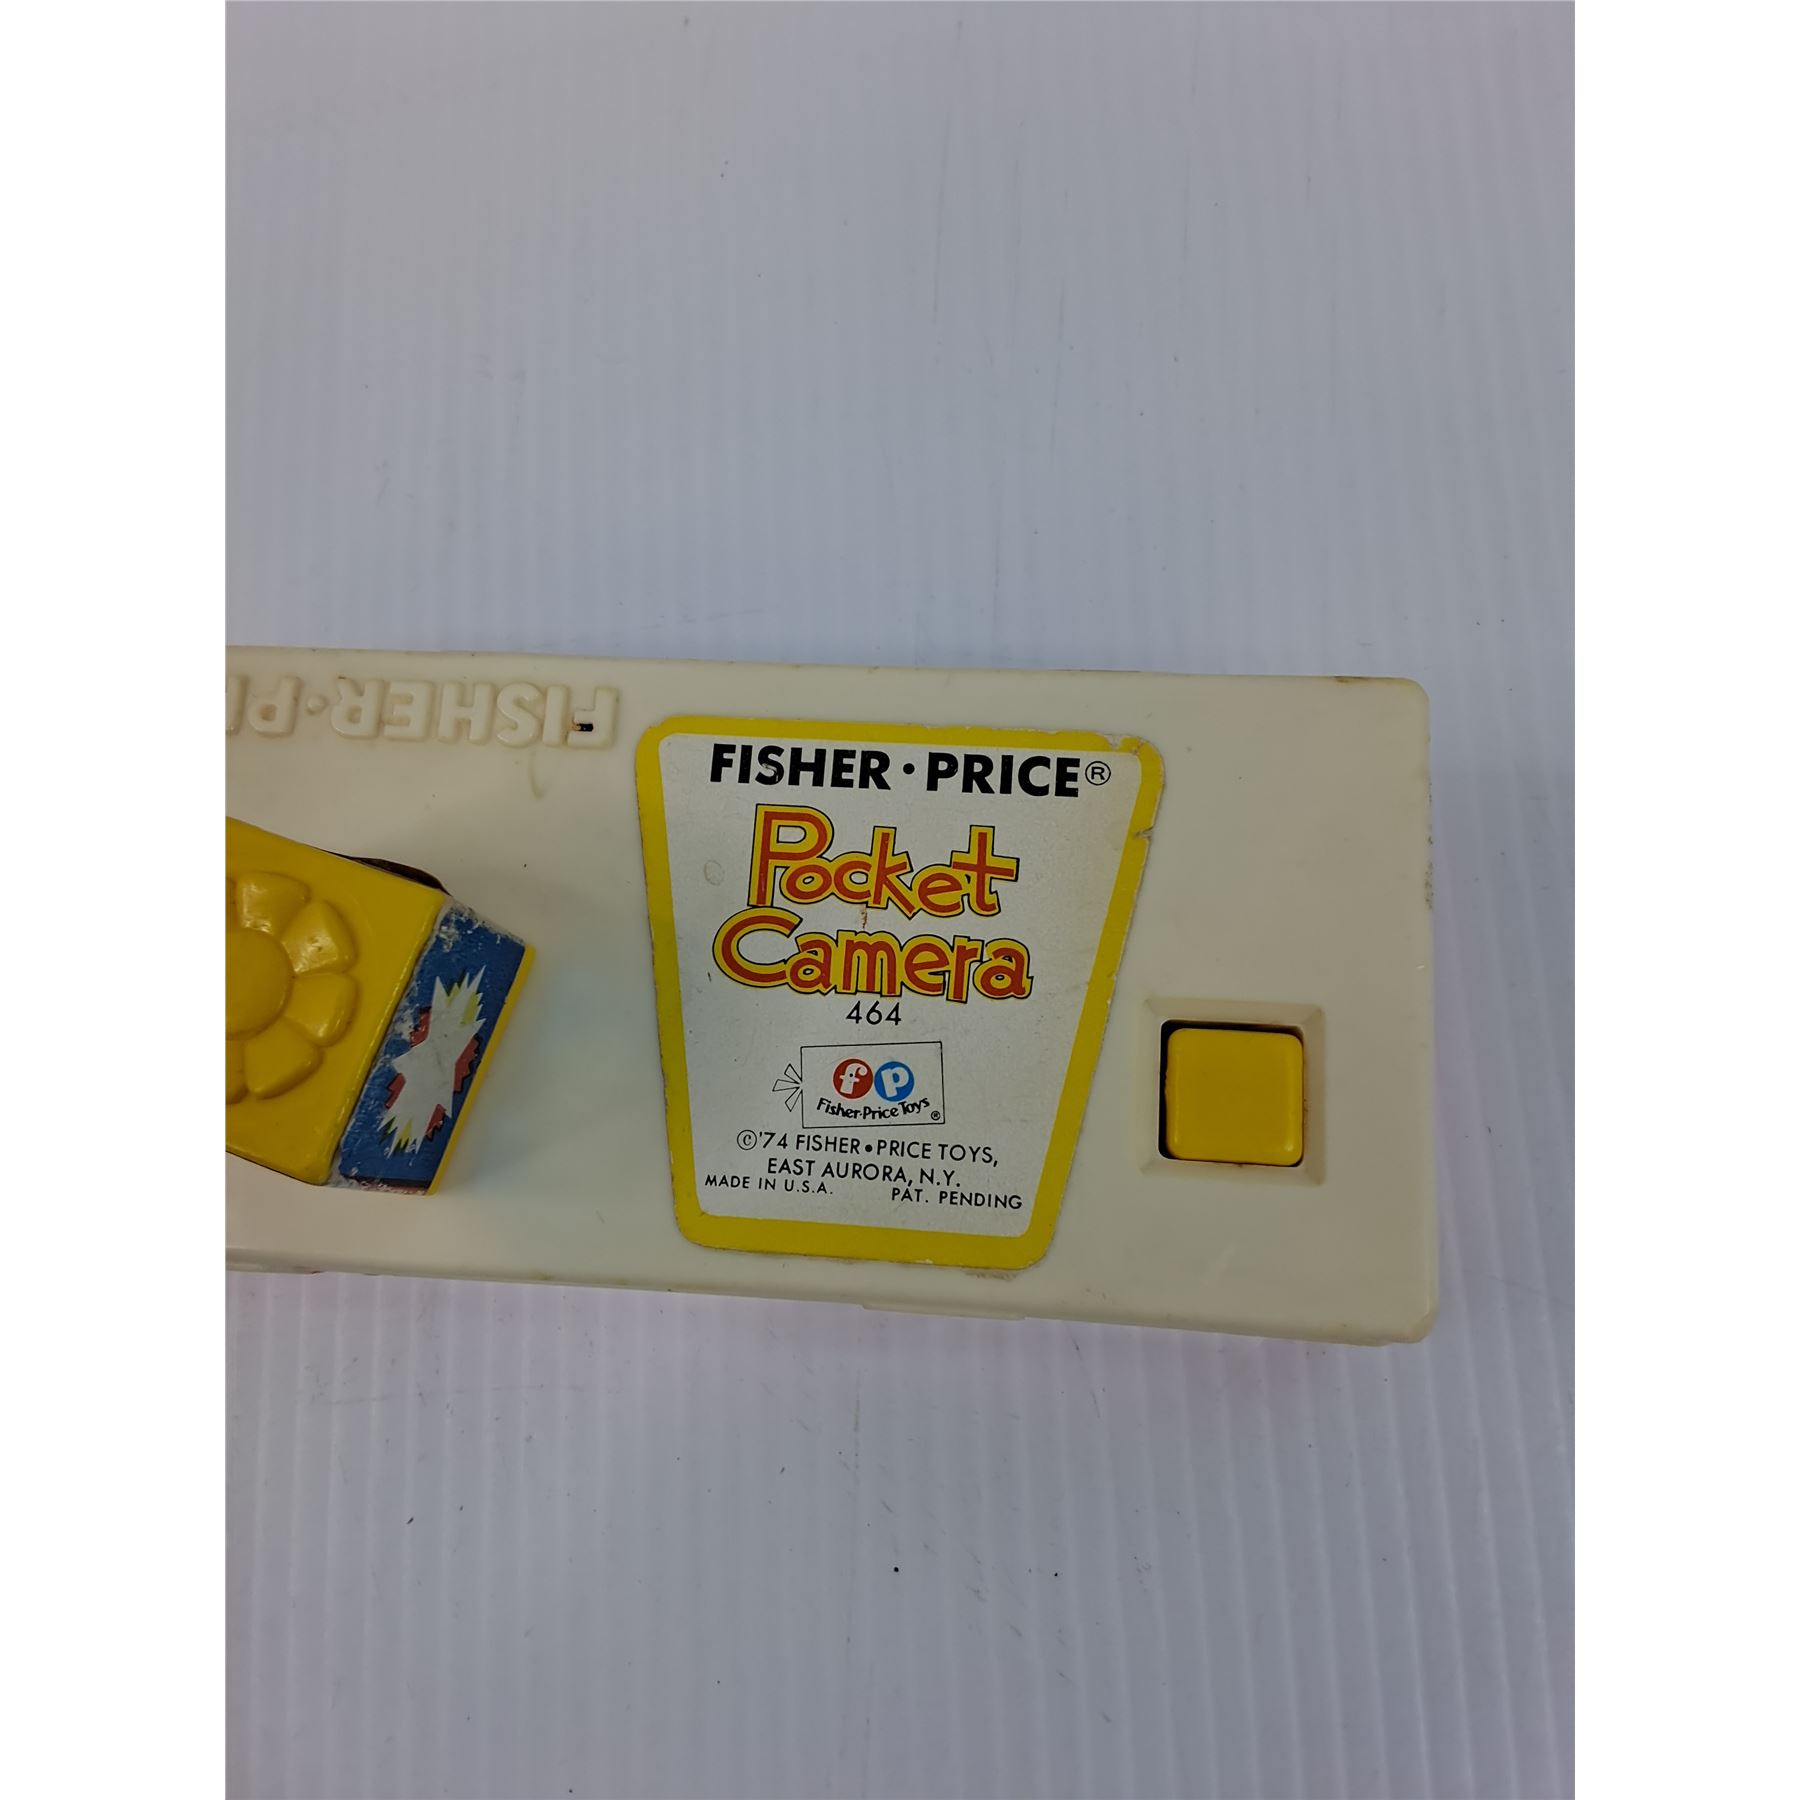 FISHER·P
FISHER·PRICE®
Pocket
Camera
464
fp
Fisher-Price Toys®
©'74 FISHER•PRICE TOYS,
EAST AURORA, N.Y.
MADE IN U.S.A. PAT. PENDING